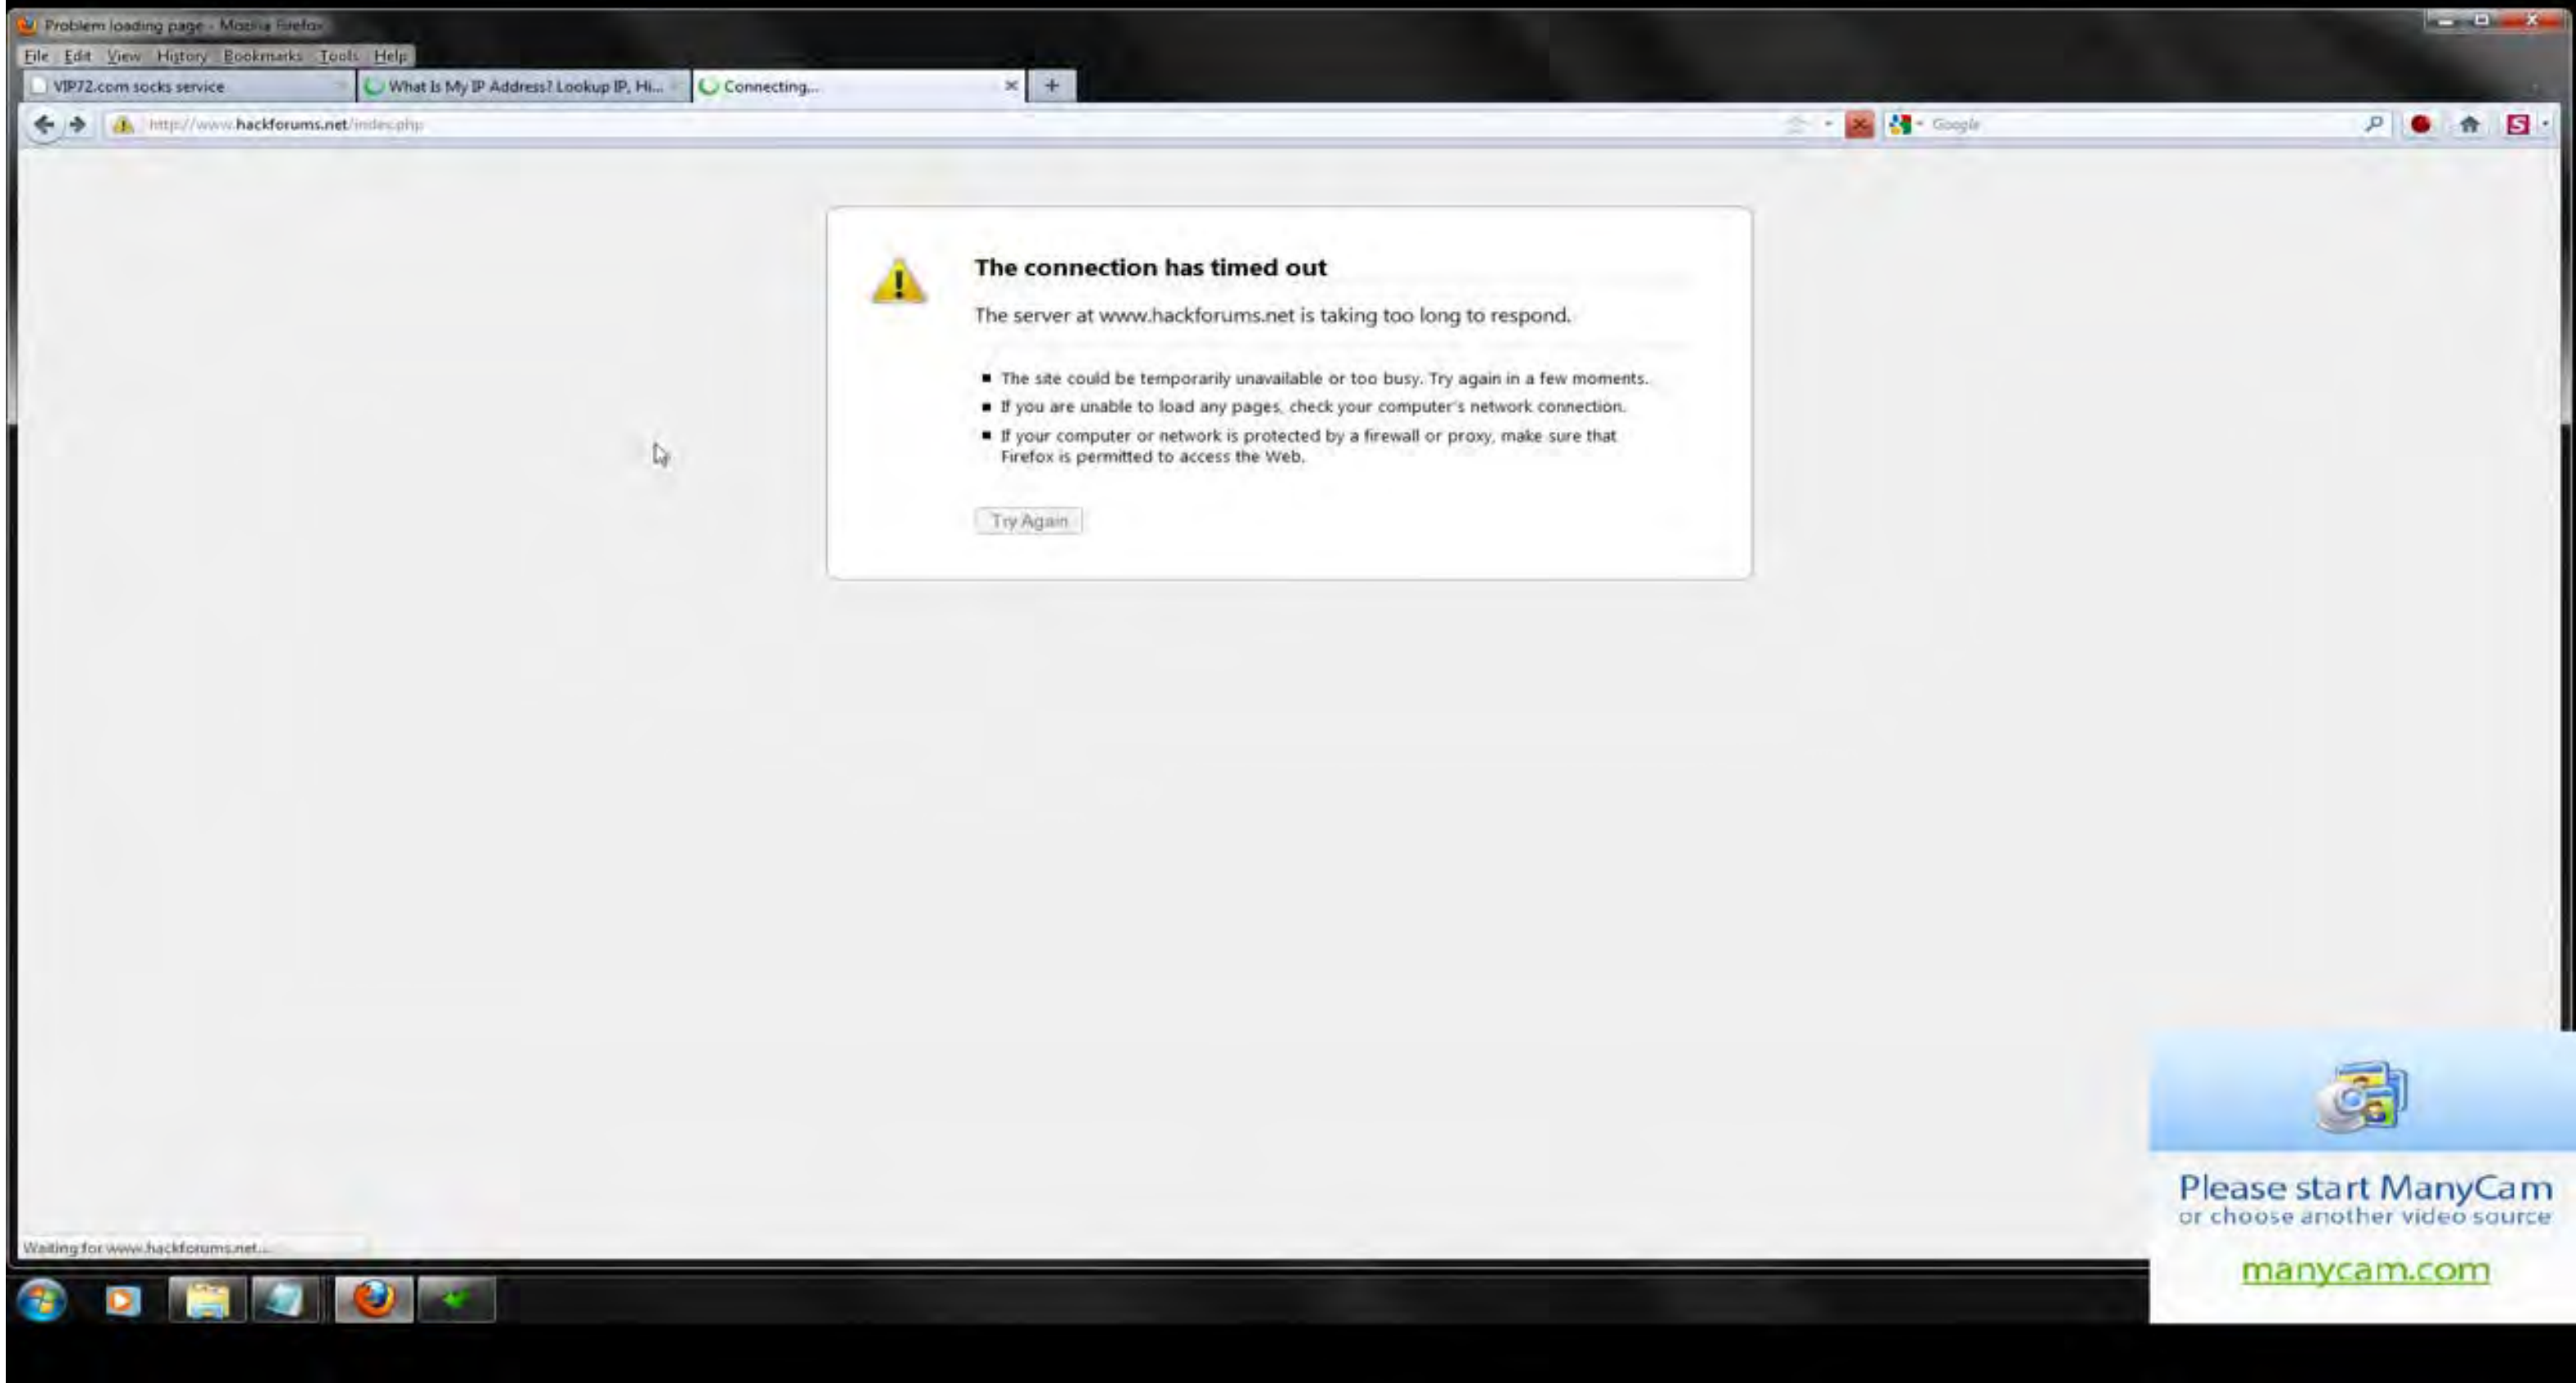 Problem loading page - Mozilla Firefox
File Edit View History Bookmarks Tools Help
VIP72.com socks service
What Is My IP Address? Lookup IP, Hi...
Connecting...
http://www.hackforums.net/index.php
Google
The connection has timed out
The server at www.hackforums.net is taking too long to respond.
The site could be temporarily unavailable or too busy. Try again in a few moments.
If you are unable to load any pages, check your computer's network connection.
If your computer or network is protected by a firewall or proxy, make sure that
Firefox is permitted to access the Web.
Try Again
Please start ManyCam
or choose another video source
manycam.com
Waiting for www.hackforums.net...